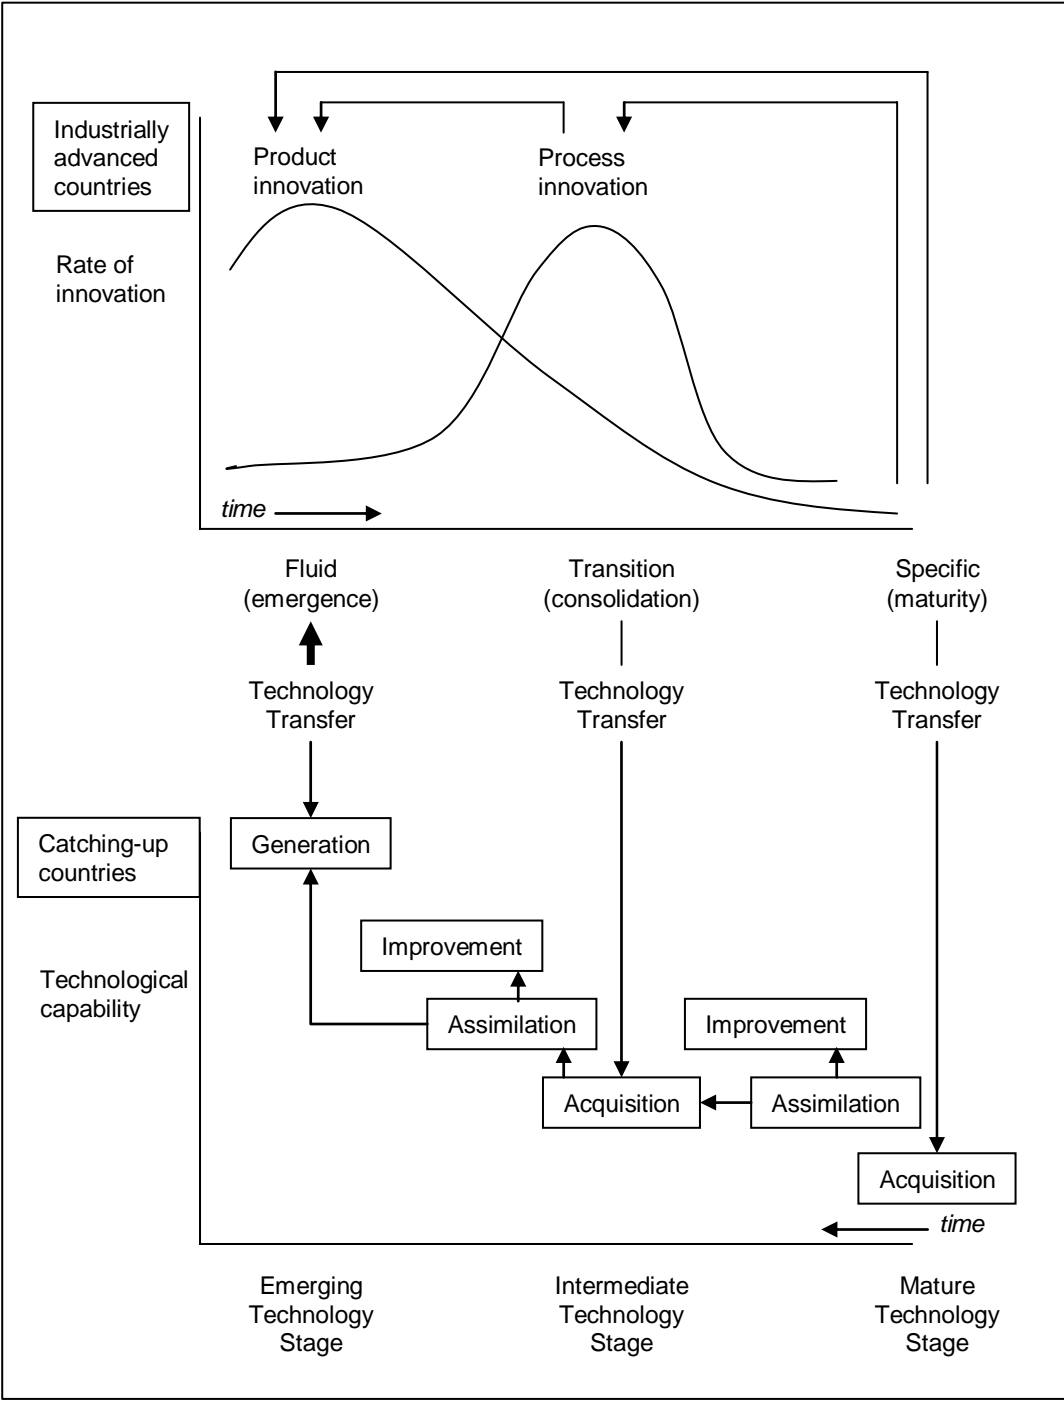 Industrially
advanced
countries
Product
innovation
Process
innovation
Rate of
innovation
time
Fluid
(emergence)
Transition
(consolidation)
Specific
(maturity)
Technology
Transfer
Technology
Transfer
Technology
Transfer
Catching-up
countries
Generation
Improvement
Technological
capability
Assimilation
Improvement
Acquisition
Assimilation
Acquisition
time
Emerging
Technology
Stage
Intermediate
Technology
Stage
Mature
Technology
Stage